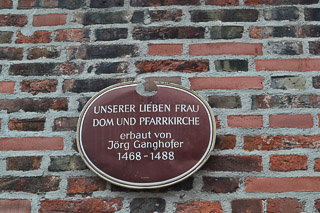 UNSERER LIEBEN FRAU
DOM UND PFARRKIRCHE
erbaut von
Jörg Ganghofer
1468-1488